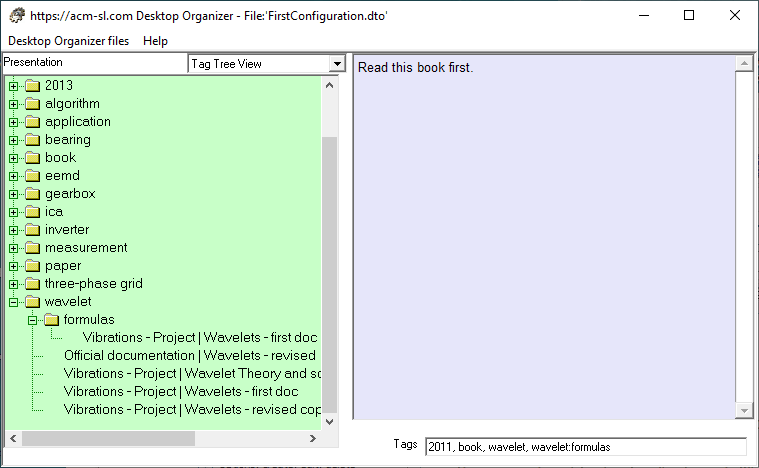 https://acm-sl.com Desktop Organizer - File:'FirstConfiguration.dto'
Desktop Organizer files Help
Presentation Tag Tree View
2013
algorithm
application
bearing
book
eemd
gearbox
ica
inverter
measurement
paper
three-phase grid
wavelet
formulas
Vibrations - Project | Wavelets - first doc
Official documentation | Wavelets - revised
Vibrations - Project | Wavelet Theory and so
Vibrations - Project | Wavelets - first doc
Vibrations - Project | Wavelets - revised cop
Read this book first.
Tags 2011, book, wavelet, wavelet:formulas